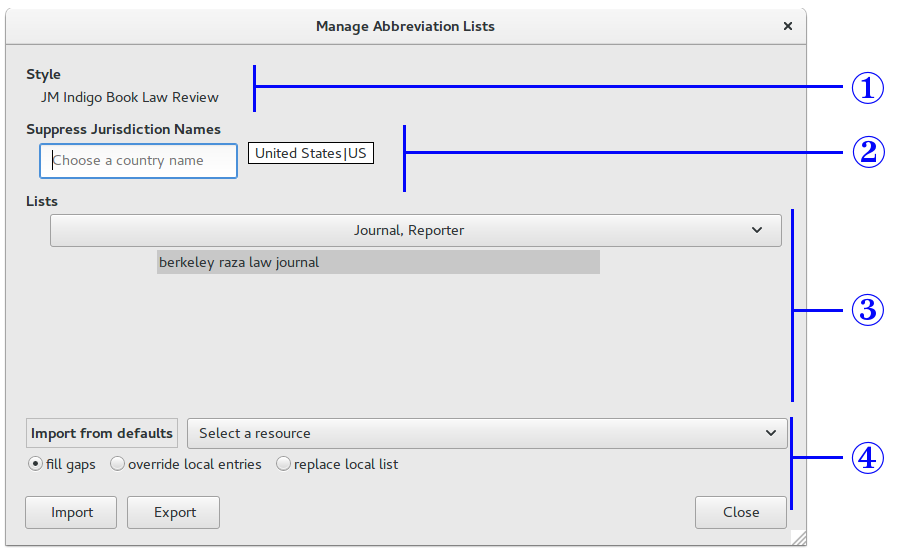 Manage Abbreviation Lists
Style
JM Indigo Book Law Review
①
Suppress Jurisdiction Names
Choose a country name
United States|US
②
Lists
Journal, Reporter
berkeley raza law journal
③
Import from defaults Select a resource
fill gaps override local entries replace local list
④
Import Export Close